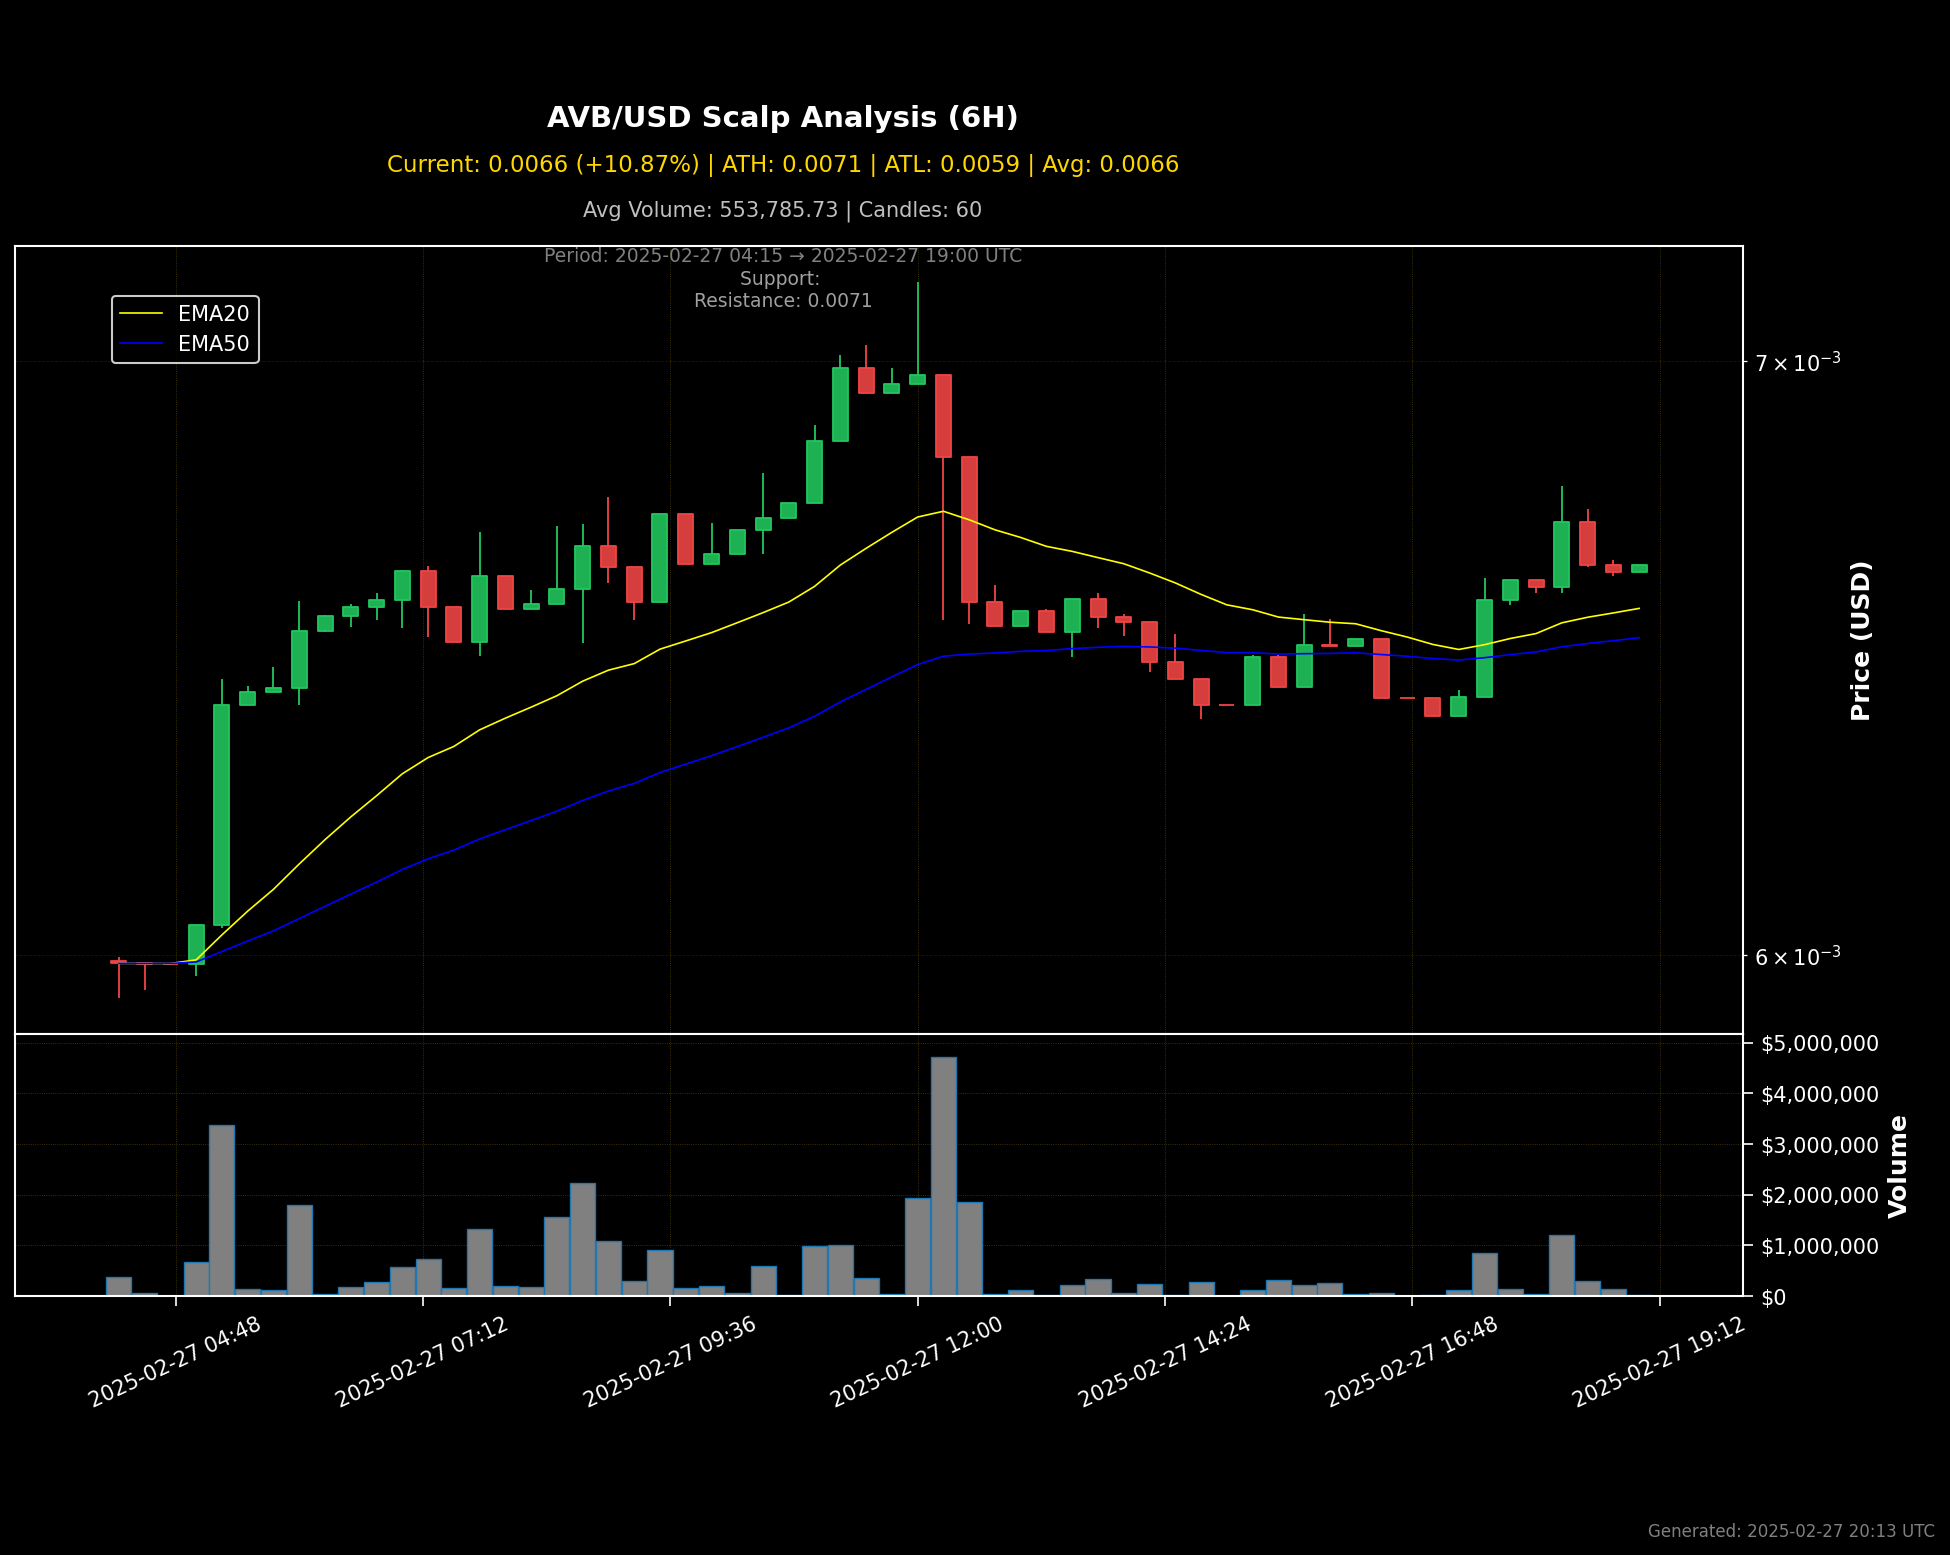 AVB/USD Scalp Analysis (6H)
Current: 0.0066 (+10.87%) | ATH: 0.0071 | ATL: 0.0059 | Avg: 0.0066
Avg Volume: 553,785.73 | Candles: 60
Period: 2025-02-27 04:15 → 2025-02-27 19:00 UTC
Support:
Resistance: 0.0071
EMA20
EMA50
7 × 10⁻³
6 × 10⁻³
Price (USD)
$5,000,000
$4,000,000
$3,000,000
$2,000,000
$1,000,000
$0
Volume
2025-02-27 04:48
2025-02-27 07:12
2025-02-27 09:36
2025-02-27 12:00
2025-02-27 14:24
2025-02-27 16:48
2025-02-27 19:12
Generated: 2025-02-27 20:13 UTC